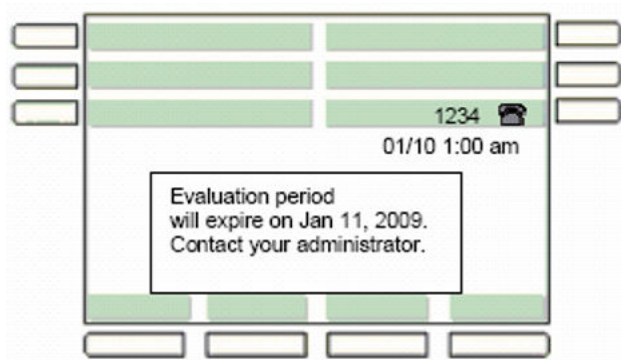 1234
01/10 1:00 am
Evaluation period
will expire on Jan 11, 2009.
Contact your administrator.